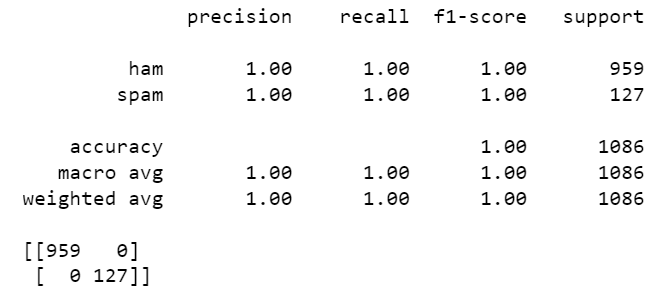 precision recall f1-score support
ham 1.00 1.00 1.00 959
spam 1.00 1.00 1.00 127
accuracy 1.00 1086
macro avg 1.00 1.00 1.00 1086
weighted avg 1.00 1.00 1.00 1086
[[959 0]
[ 0 127]]